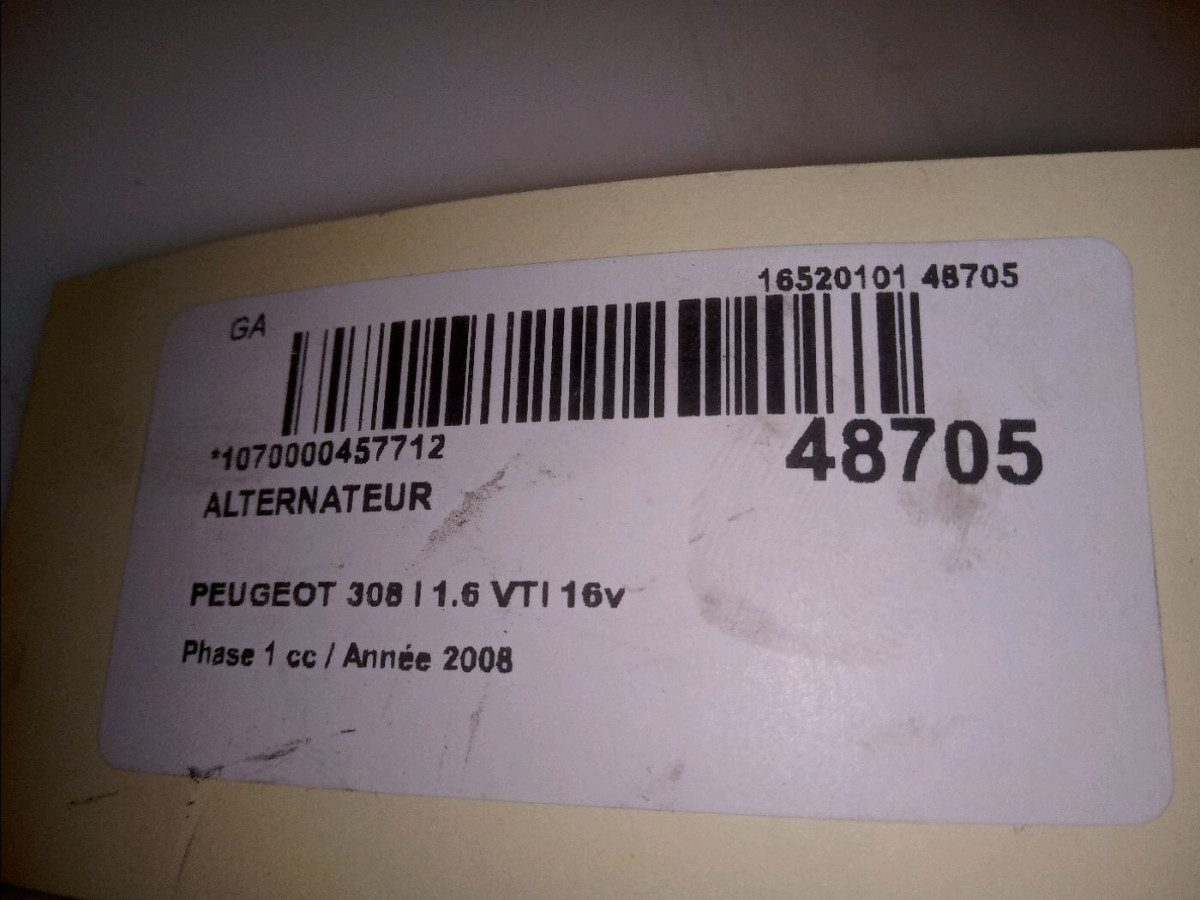 16520101 48705
GA
*1070000457712
48705
ALTERNATEUR
PEUGEOT 308 I 1.6 VTI 16v
Phase 1 cc / Année 2008